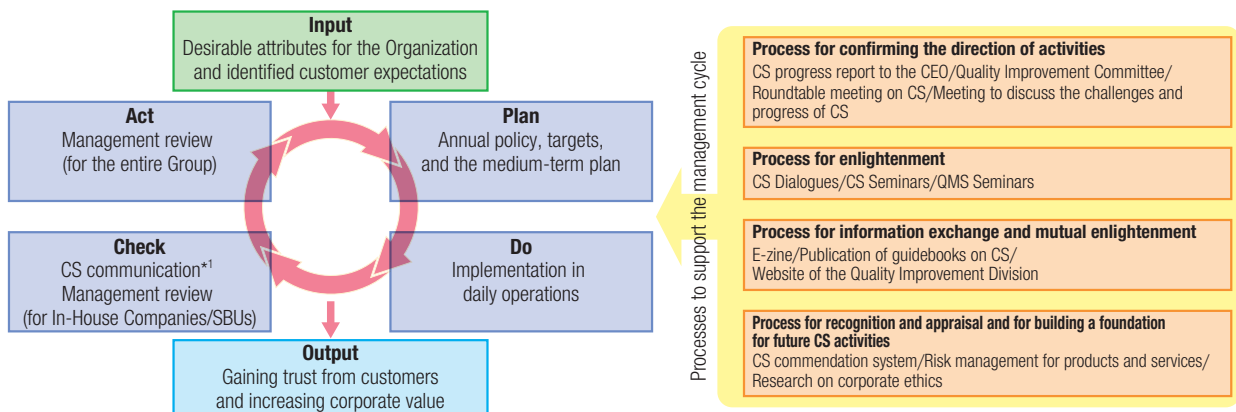 Input
Desirable attributes for the Organization
and identified customer expectations
Act
Management review
(for the entire Group)
Plan
Annual policy, targets,
and the medium-term plan
Check
CS communication*1
Management review
(for In-House Companies/SBUs)
Do
Implementation in
daily operations
Output
Gaining trust from customers
and increasing corporate value
Processes to support the management cycle
Process for confirming the direction of activities
CS progress report to the CEO/Quality Improvement Committee/
Roundtable meeting on CS/Meeting to discuss the challenges and
progress of CS
Process for enlightenment
CS Dialogues/CS Seminars/QMS Seminars
Process for information exchange and mutual enlightenment
E-zine/Publication of guidebooks on CS/
Website of the Quality Improvement Division
Process for recognition and appraisal and for building a foundation
for future CS activities
CS commendation system/Risk management for products and services/
Research on corporate ethics